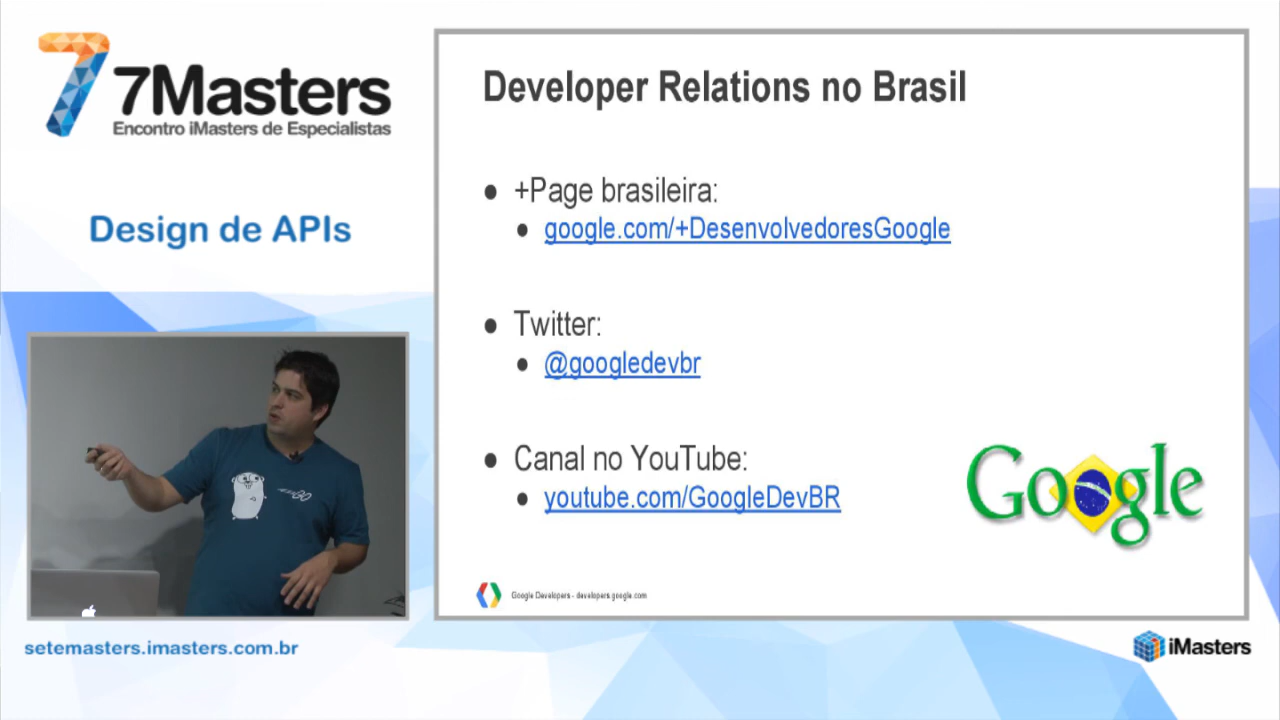 7
7Masters
Encontro iMasters de Especialistas
Design de APIs
setemasters.imasters.com.br
Developer Relations no Brasil
● +Page brasileira:
● google.com/+DesenvolvedoresGoogle
● Twitter:
● @googledevbr
● Canal no YouTube:
● youtube.com/GoogleDevBR
Google
Google Developers - developers.google.com
iMasters